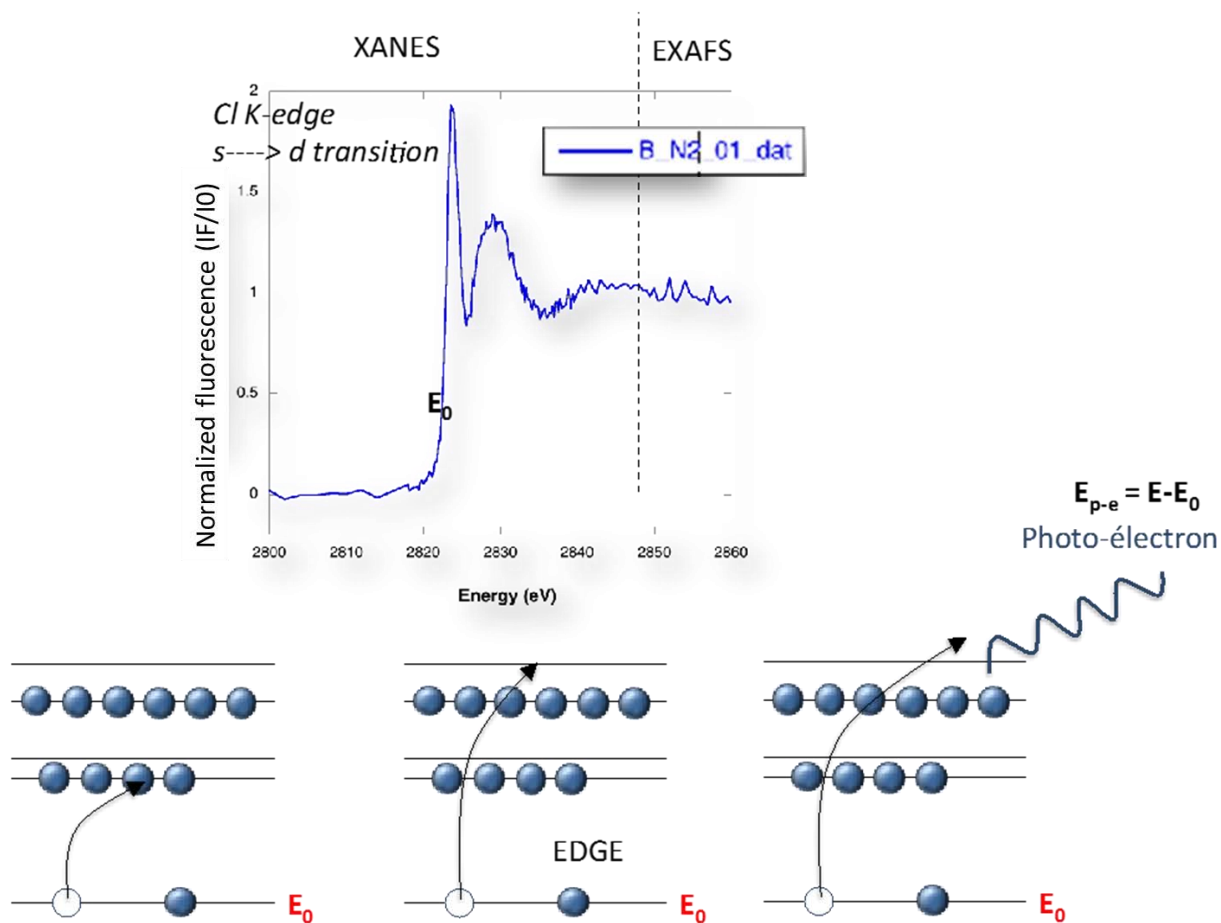 XANES
EXAFS
Cl K-edge
s----> d transition
B_N2_01_dat
Normalized fluorescence (IF/I0)
2
1.5
1
0.5
0
E0
2800 2810 2823 2830 2840 2850 2860
Energy (eV)
Ep-e = E-E0
Photo-électron
EDGE
E0
E0
E0